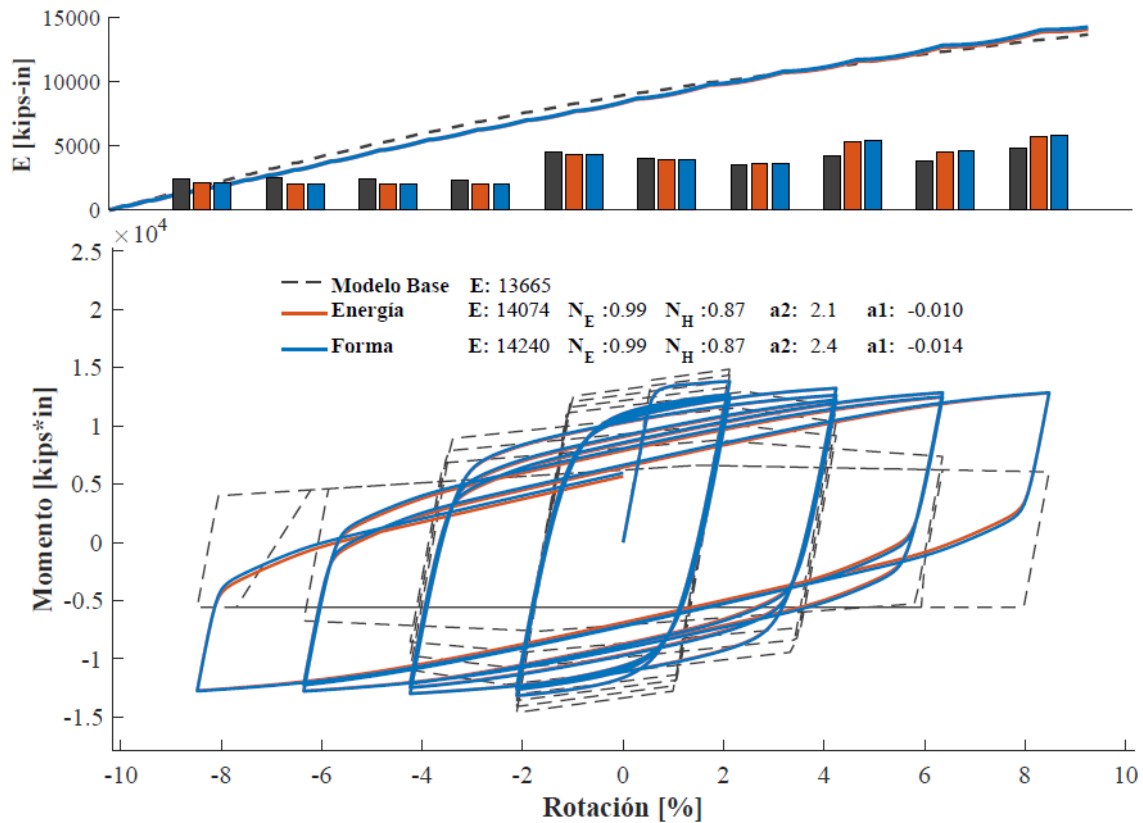 15000
10000
5000
0
E [kips-in]
×10⁴
2.5
2
1.5
1
0.5
0
-0.5
-1
-1.5
Momento [kips*in]
Modelo Base E: 13665
Energía E: 14074 N_E :0.99 N_H :0.87 a2: 2.1 a1: -0.010
Forma E: 14240 N_E :0.99 N_H :0.87 a2: 2.4 a1: -0.014
-10 -8 -6 -4 -2 0 2 4 6 8 10
Rotación [%]